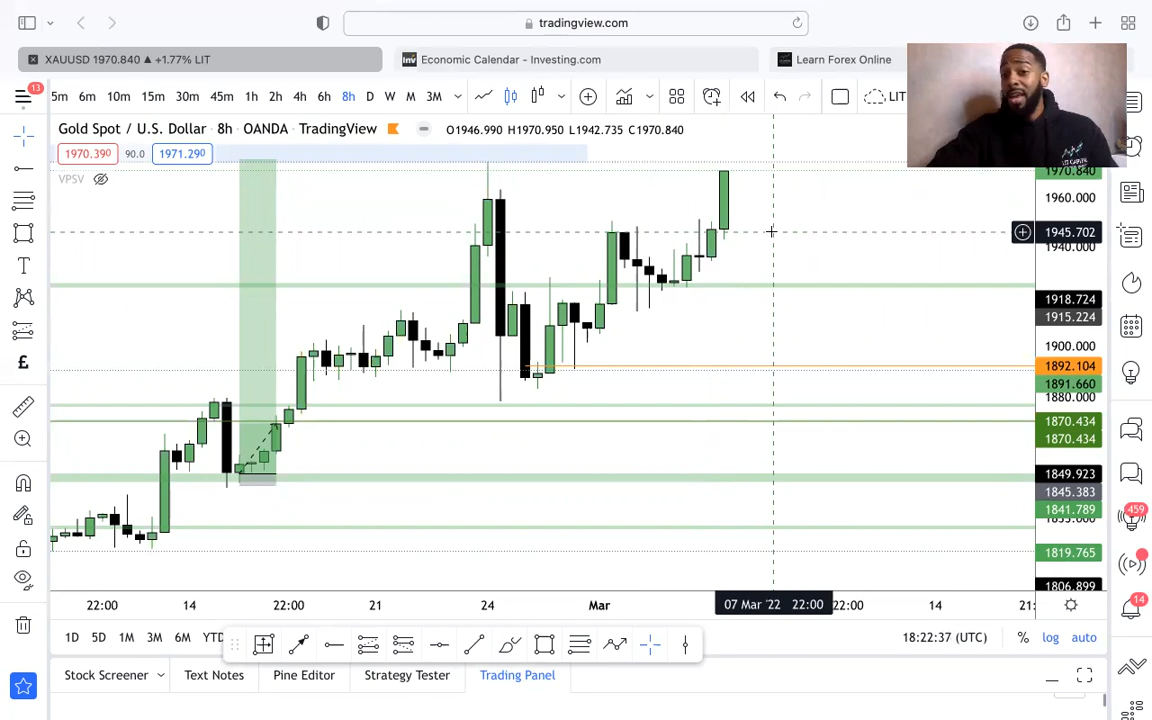 tradingview.com
XAUUSD 1970.840 ▲ +1.77% LIT
Economic Calendar - Investing.com
Learn Forex Online
13
5m 6m 10m 15m 30m 45m 1h 2h 4h 6h 8h D W M 3M
LIT
Gold Spot / U.S. Dollar · 8h · OANDA · TradingView
O1946.990 H1970.950 L1942.735 C1970.840
1970.390 90.0 1971.290
VPSV
1970.840
1960.000
1945.702
1940.000
1918.724
1915.224
1900.000
1892.104
1891.660
1880.000
1870.434
1870.434
1849.923
1845.383
1841.789
1819.765
1806.899
459
14
22:00 14 22:00 21 24 Mar 07 Mar '22 22:00 22:00 14 21:
1D 5D 1M 3M 6M YTD
18:22:37 (UTC) % log auto
Stock Screener Text Notes Pine Editor Strategy Tester Trading Panel